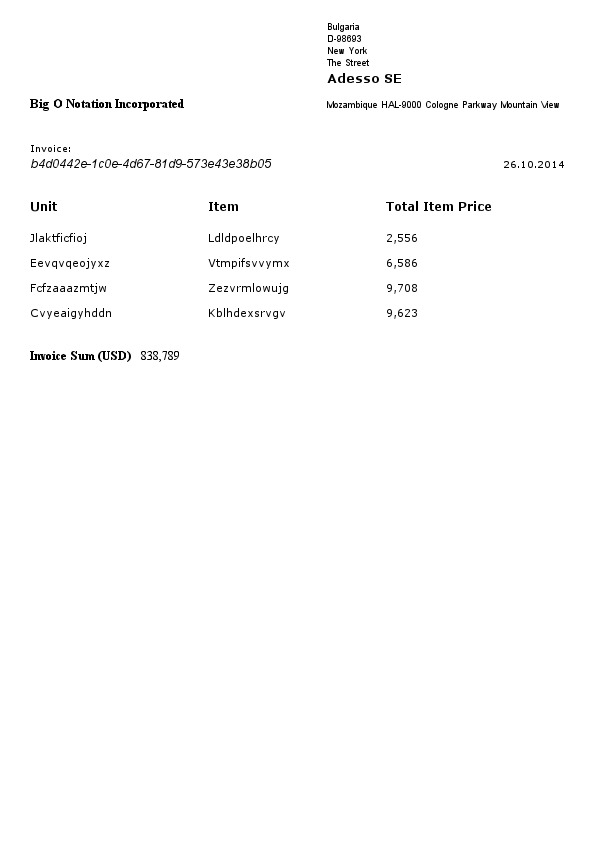 Bulgaria
D-98693
New York
The Street
Adesso SE
Big O Notation Incorporated Mozambique HAL-9000 Cologne Parkway Mountain View
Invoice:
b4d0442e-1c0e-4d67-81d9-573e43e38b05 26.10.2014
Unit Item Total Item Price
Jlaktficfioj Ldldpoelhrcy 2,556
Eevqvqeojyxz Vtmpifsvvymx 6,586
Fcfzaaazmtjw Zezvrmlowujg 9,708
Cvyeaigyhddn Kblhdexsrvgv 9,623
Invoice Sum (USD) 838,789